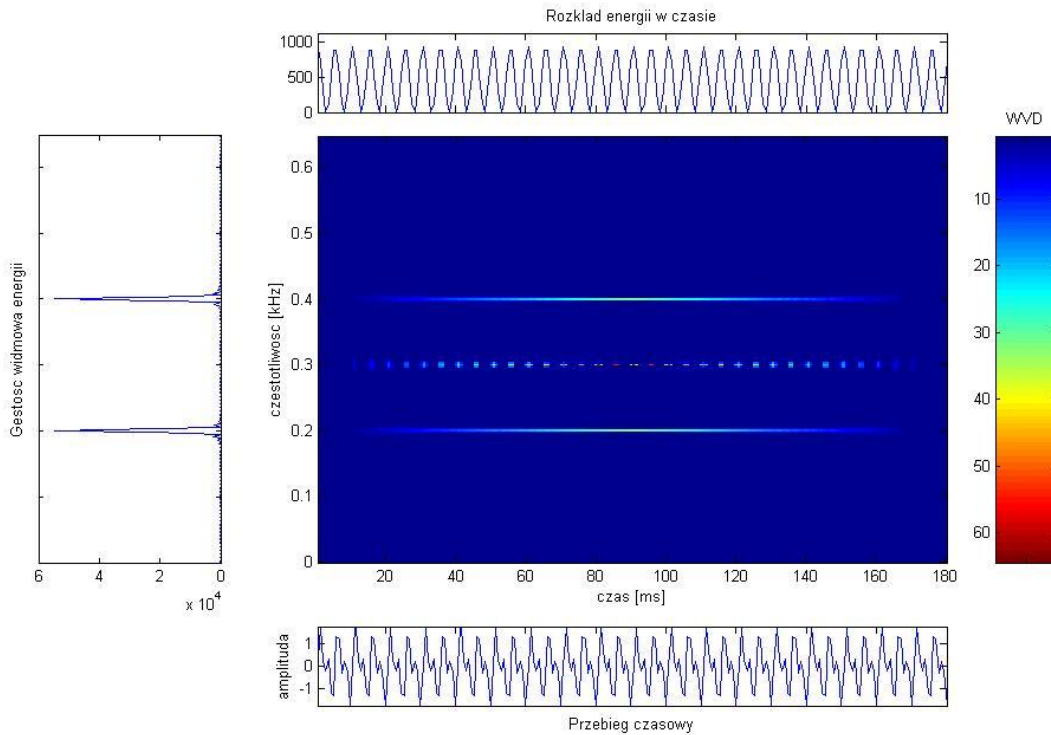 Rozklad energii w czasie
1000
500
0
WVD
10
20
30
40
50
60
Gestosc widmowa energii
6 4 2 0
x 10^4
czestotliwosc [kHz]
0.6
0.5
0.4
0.3
0.2
0.1
0
20 40 60 80 100 120 140 160 180
czas [ms]
amplituda
1
0
-1
Przebieg czasowy